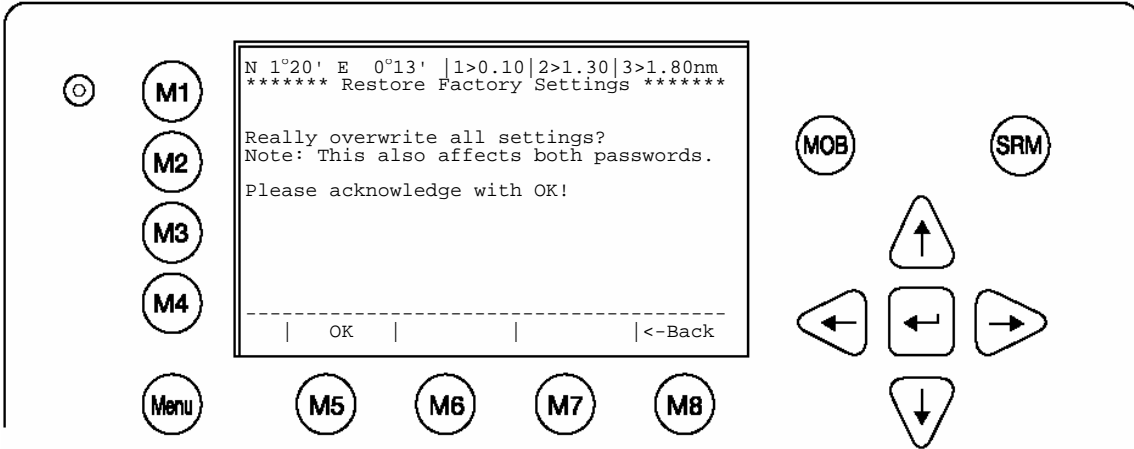 N 1°20' E 0°13' |1>0.10|2>1.30|3>1.80nm
******* Restore Factory Settings *******
Really overwrite all settings?
Note: This also affects both passwords.
Please acknowledge with OK!
----------------------------------------
| OK | | |<-Back
M1
M2
M3
M4
Menu
M5 M6 M7 M8
MOB SRM